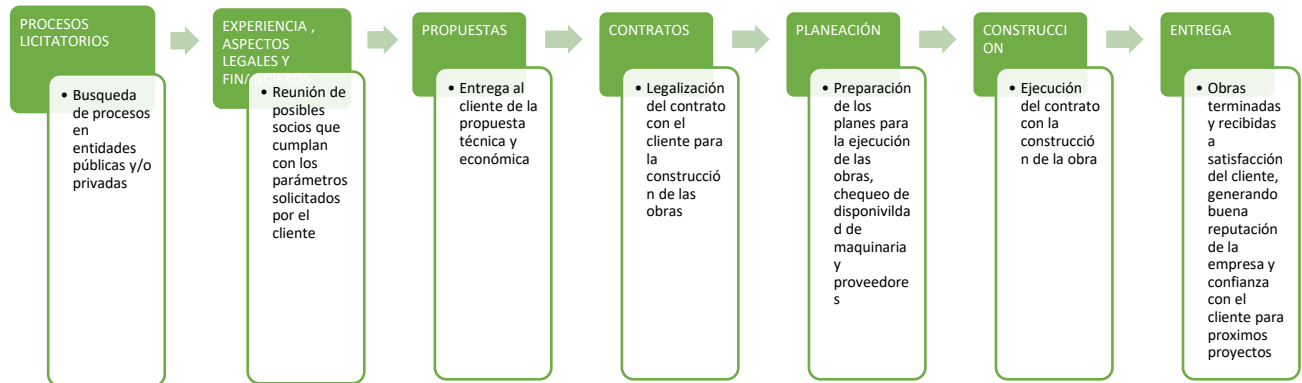 PROCESOS
LICITATORIOS
• Busqueda
de procesos
en
entidades
públicas y/o
privadas
EXPERIENCIA ,
ASPECTOS
LEGALES Y
FINANCIEROS
• Reunión de
posibles
socios que
cumplan
con los
parámetros
solicitados
por el
cliente
PROPUESTAS
• Entrega al
cliente de la
propuesta
técnica y
económica
CONTRATOS
• Legalización
del contrato
con el
cliente para
la
construcció
n de las
obras
PLANEACIÓN
• Preparación
de los
planes para
la ejecución
de las
obras,
chequeo de
disponivilda
d de
maquinaria
y
proveedore
s
CONSTRUCCI
ON
• Ejecución
del contrato
con la
construcció
n de la obra
ENTREGA
• Obras
terminadas
y recibidas
a
satisfacción
del cliente,
generando
buena
reputación
de la
empresa y
confianza
con el
cliente para
proximos
proyectos